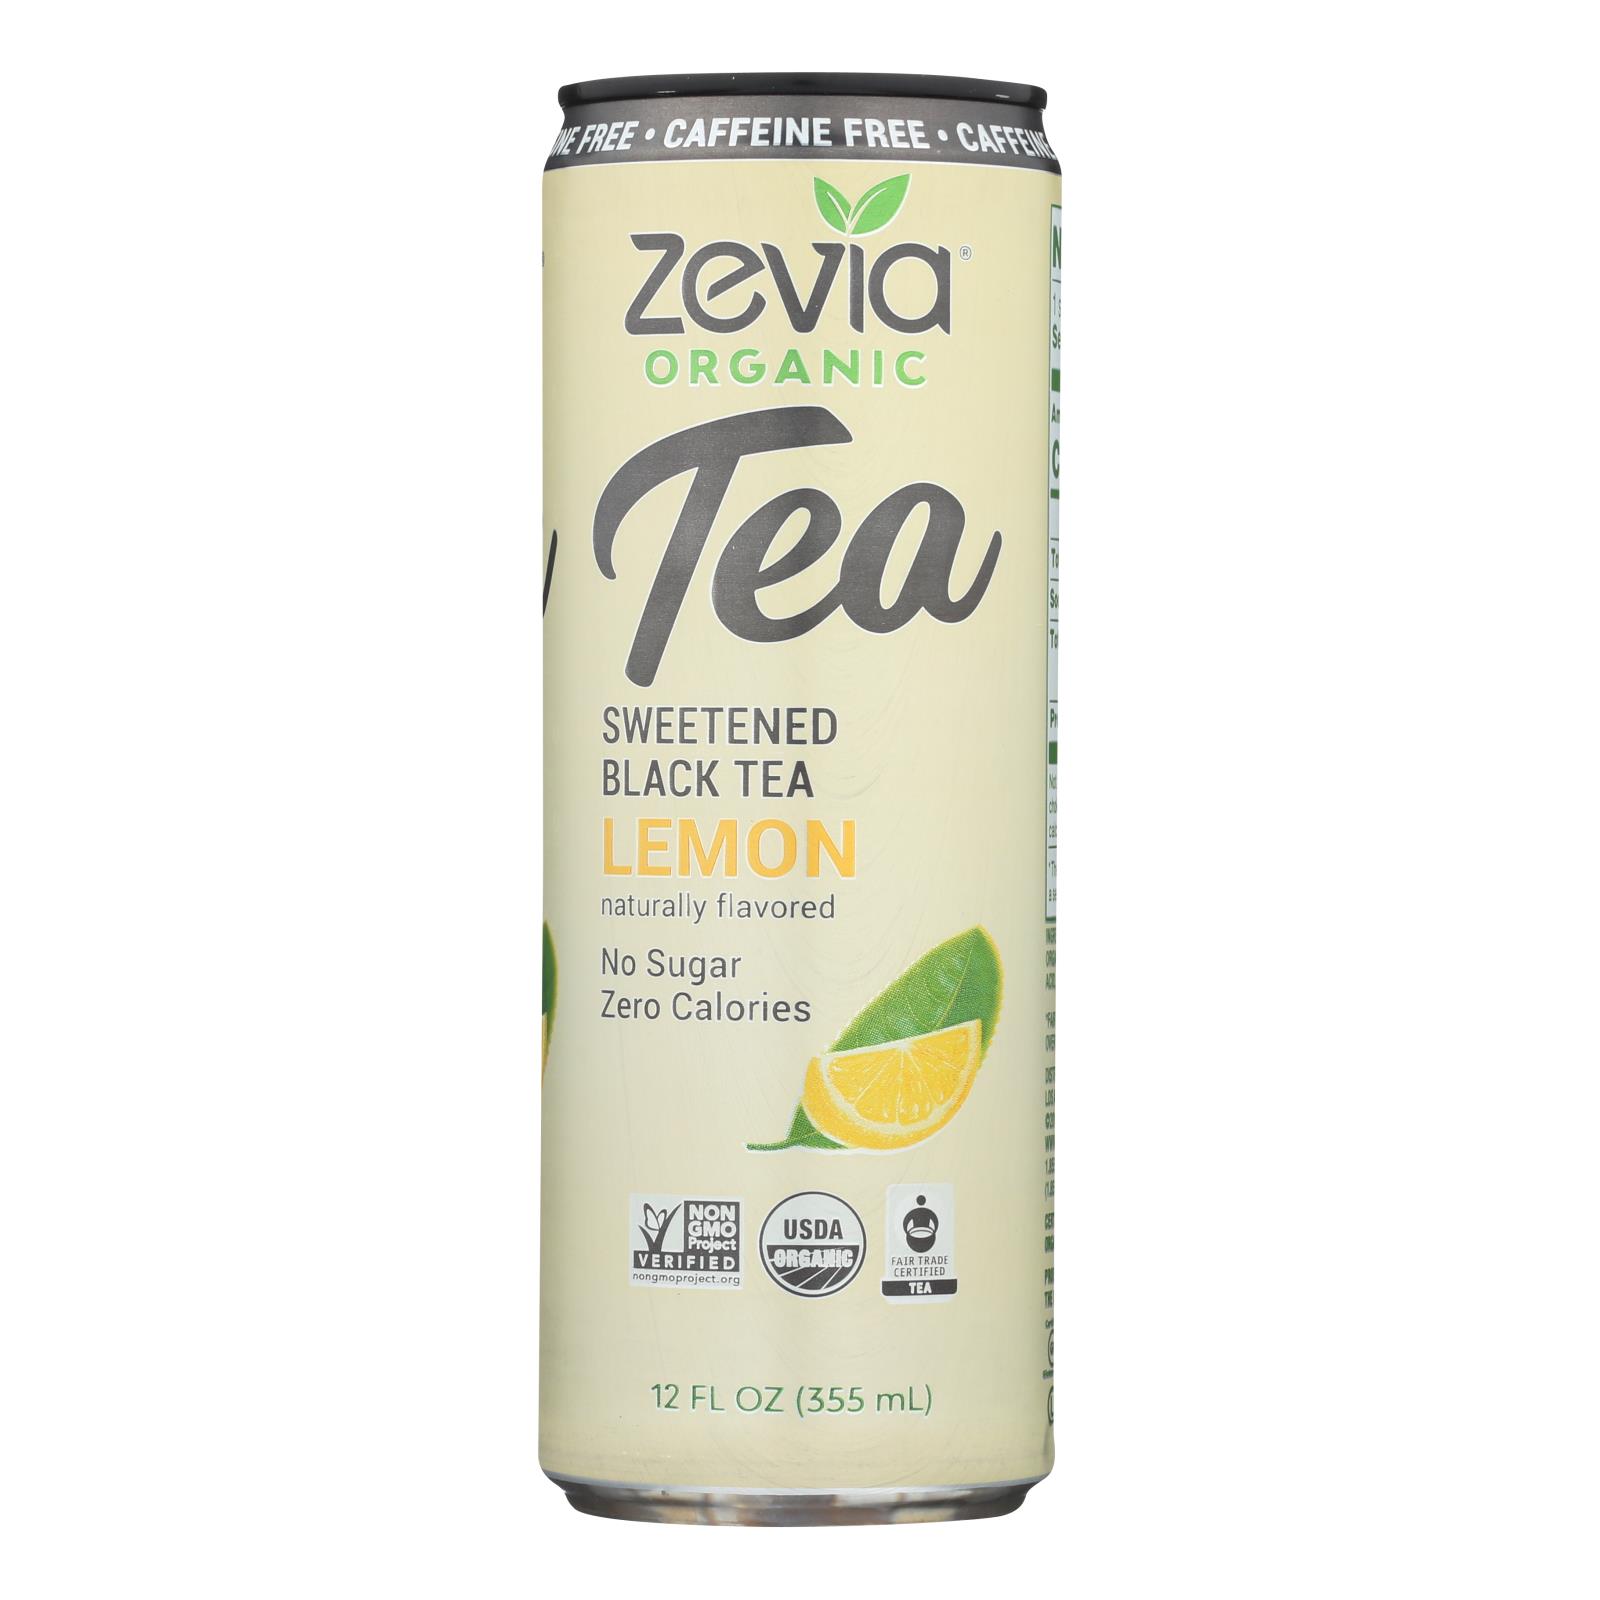 CAFFEINE FREE • CAFFEINE FREE • CAFFEINE
zevia®
ORGANIC
Tea
SWEETENED
BLACK TEA
LEMON
naturally flavored
No Sugar
Zero Calories
NON
GMO
Project
VERIFIED
nongmoproject.org
USDA
ORGANIC
FAIR TRADE
CERTIFIED
TEA
12 FL OZ (355 mL)